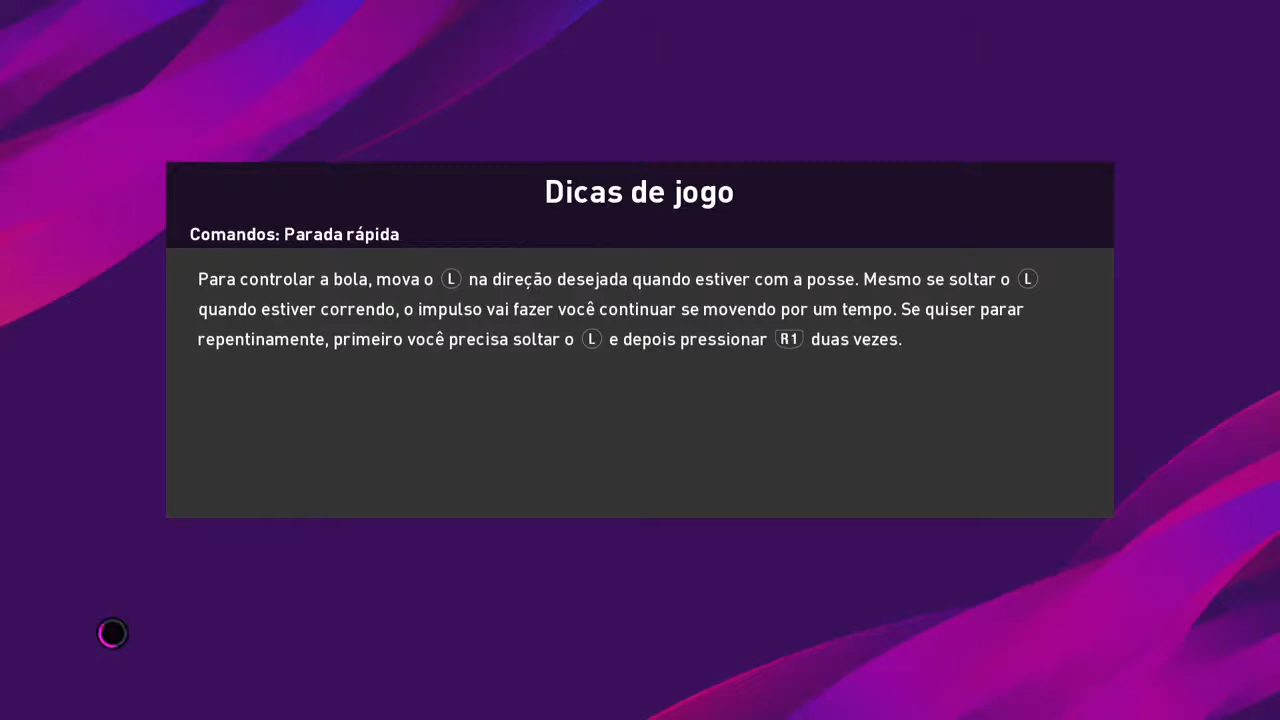 Dicas de jogo
Comandos: Parada rápida
Para controlar a bola, mova o L na direção desejada quando estiver com a posse. Mesmo se soltar o L
quando estiver correndo, o impulso vai fazer você continuar se movendo por um tempo. Se quiser parar
repentinamente, primeiro você precisa soltar o L e depois pressionar R1 duas vezes.